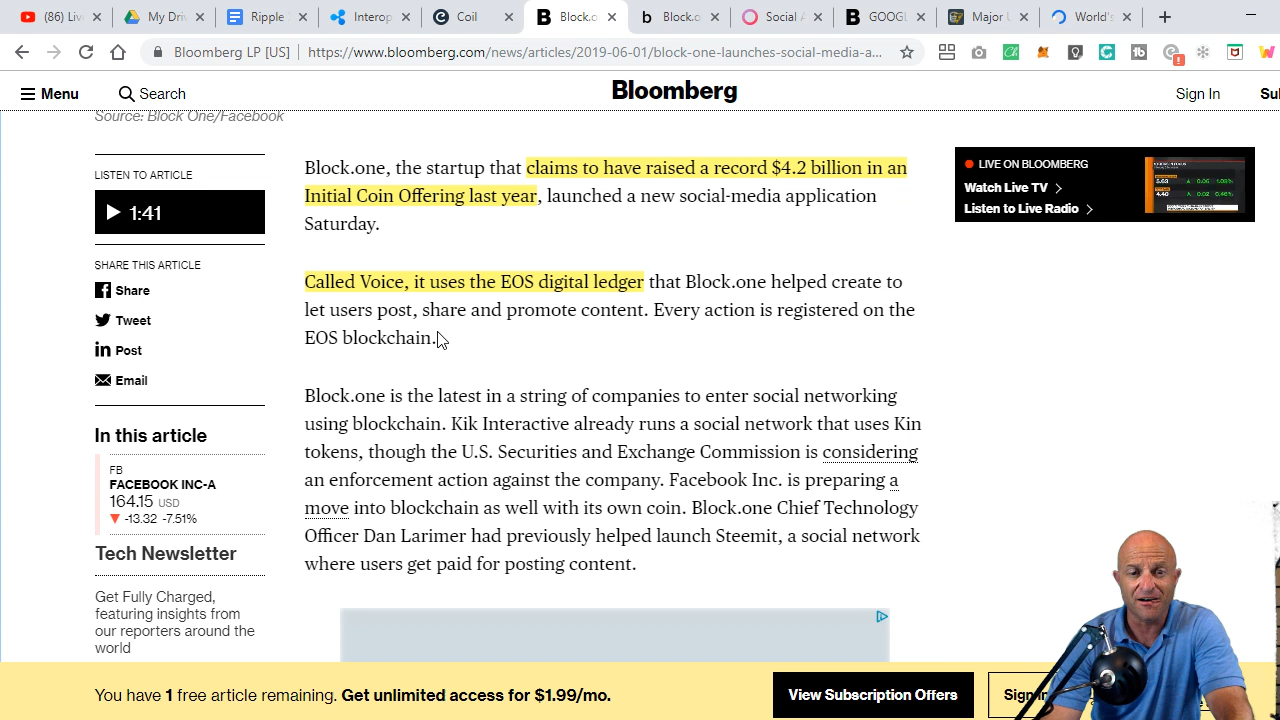 (86) Live
My Driv
Ripple 2
Interop
Coil
Block.o
Block.o
Social A
GOOGL
Major U
World's
Bloomberg LP [US]
https://www.bloomberg.com/news/articles/2019-06-01/block-one-launches-social-media-a...
Menu
Search
Bloomberg
Sign In
Su
Source: Block One/Facebook
LISTEN TO ARTICLE
1:41
SHARE THIS ARTICLE
Share
Tweet
Post
Email
In this article
FB
FACEBOOK INC-A
164.15 USD
-13.32 -7.51%
Tech Newsletter
Get Fully Charged,
featuring insights from
our reporters around the
world
Block.one, the startup that claims to have raised a record $4.2 billion in an
Initial Coin Offering last year, launched a new social-media application
Saturday.
Called Voice, it uses the EOS digital ledger that Block.one helped create to
let users post, share and promote content. Every action is registered on the
EOS blockchain.
Block.one is the latest in a string of companies to enter social networking
using blockchain. Kik Interactive already runs a social network that uses Kin
tokens, though the U.S. Securities and Exchange Commission is considering
an enforcement action against the company. Facebook Inc. is preparing a
move into blockchain as well with its own coin. Block.one Chief Technology
Officer Dan Larimer had previously helped launch Steemit, a social network
where users get paid for posting content.
LIVE ON BLOOMBERG
Watch Live TV
Listen to Live Radio
You have 1 free article remaining. Get unlimited access for $1.99/mo.
View Subscription Offers
Sign In